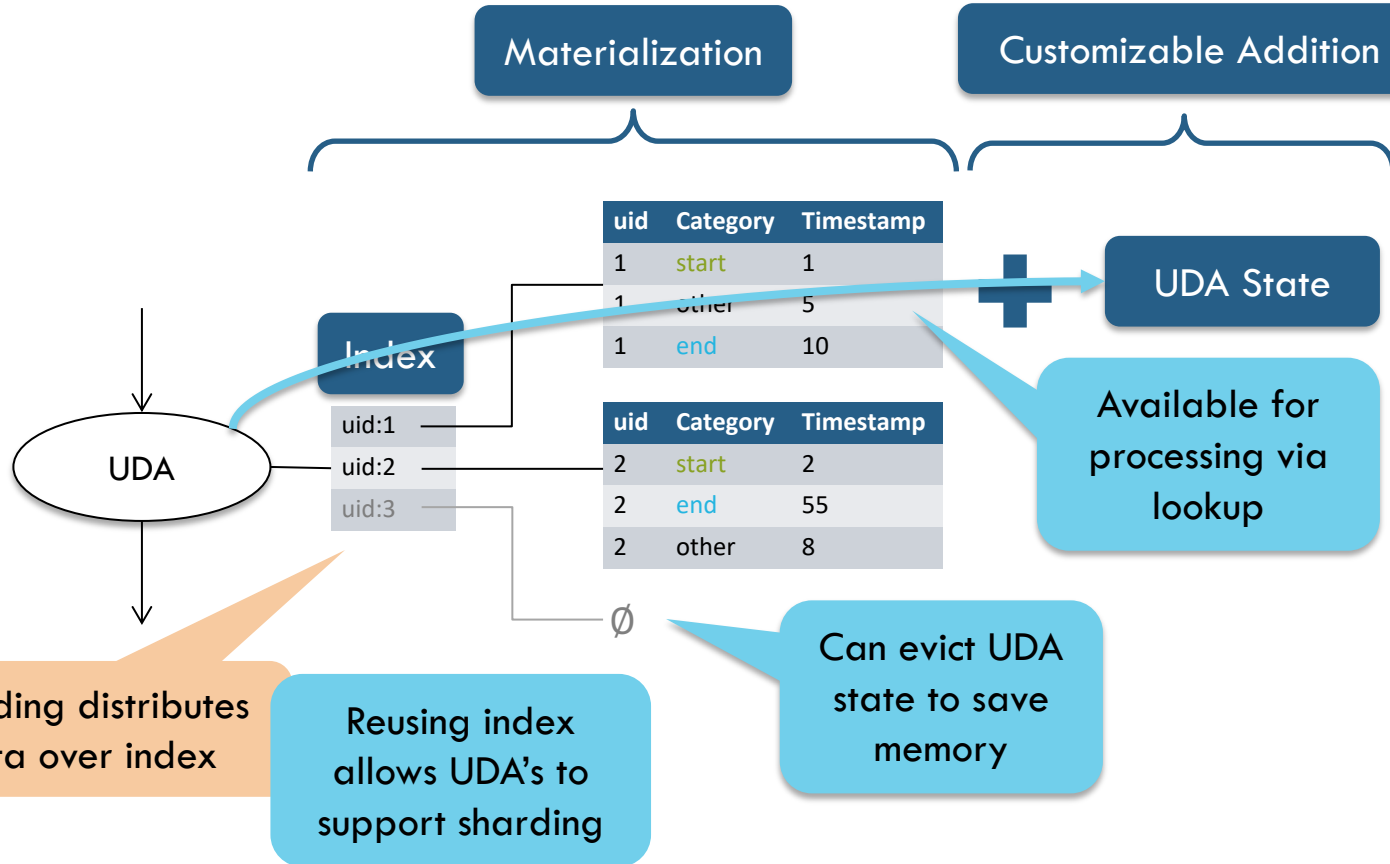 Materialization
Customizable Addition
uid Category Timestamp
1 start 1
1 other 5
1 end 10
UDA State
Index
uid:1
uid:2
uid:3
UDA
uid Category Timestamp
2 start 2
2 end 55
2 other 8
Ø
Available for
processing via
lookup
Can evict UDA
state to save
memory
distributes
over index
Reusing index
allows UDA’s to
support sharding